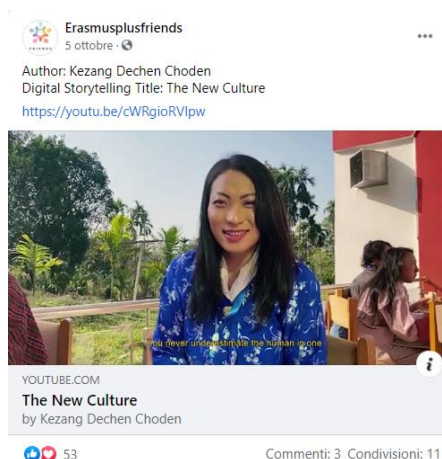 Erasmusplusfriends
5 ottobre ·
Author: Kezang Dechen Choden
Digital Storytelling Title: The New Culture
https://youtu.be/cWRgioRVIpw
you never underestimate the human in one
YOUTUBE.COM
The New Culture
by Kezang Dechen Choden
53
Commenti: 3 Condivisioni: 11